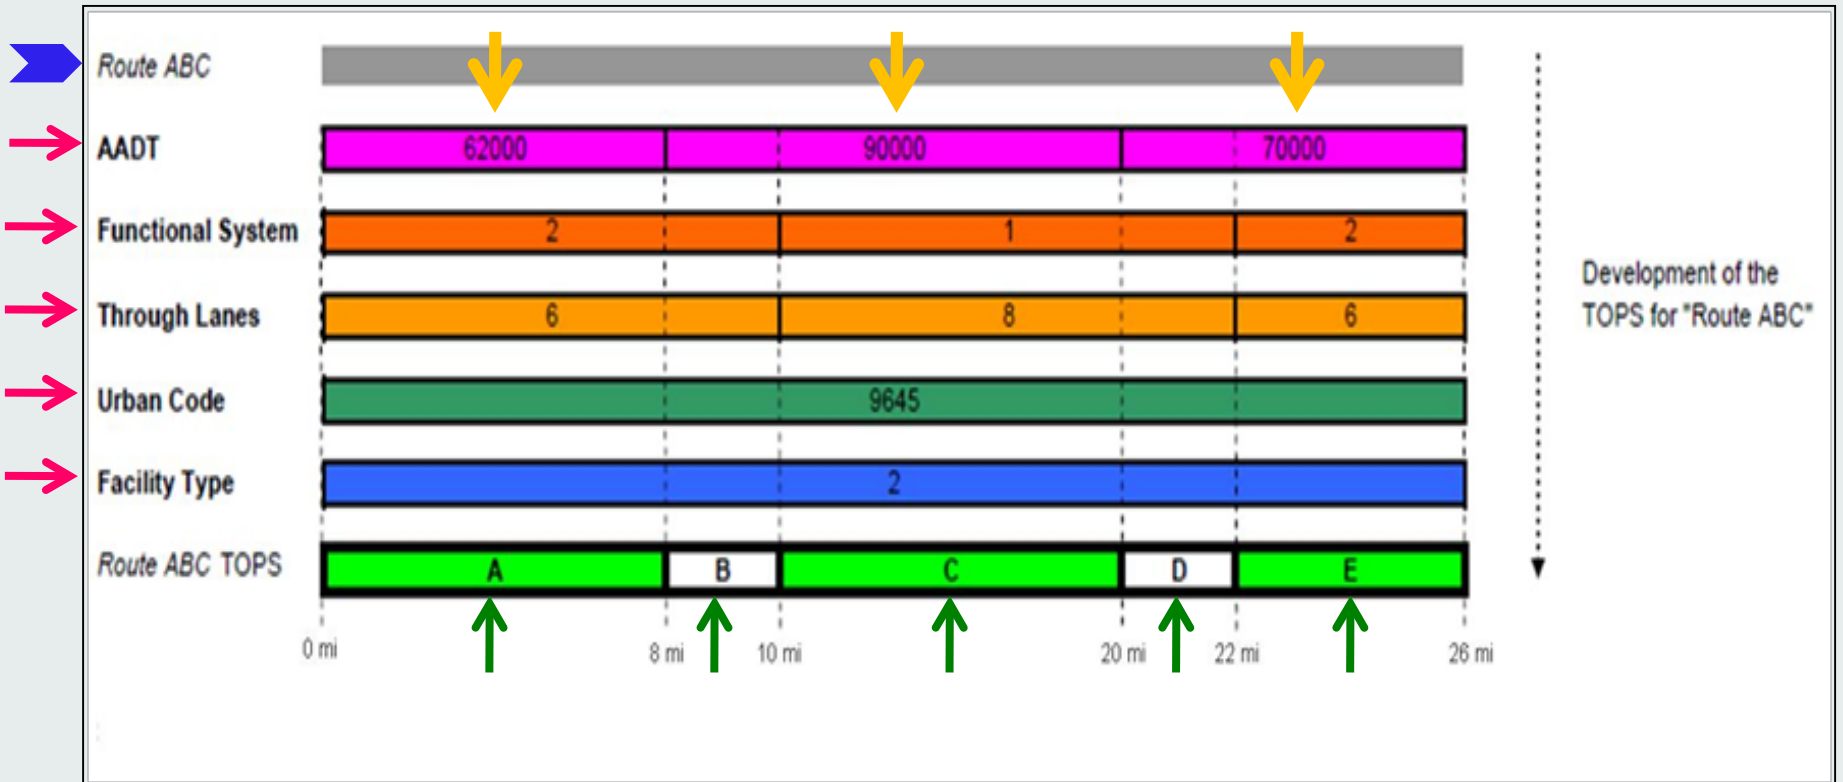 Route ABC
AADT 62000 90000 70000
Functional System 2 1 2
Through Lanes 6 8 6
Urban Code 9645
Facility Type 2
Route ABC TOPS A B C D E
0 mi 8 mi 10 mi 20 mi 22 mi 26 mi
Development of the
TOPS for "Route ABC"